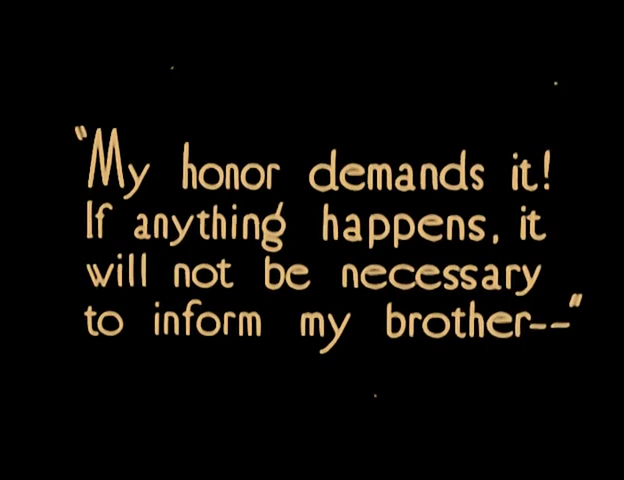 "My honor demands it!
If anything happens, it
will not be necessary
to inform my brother--"